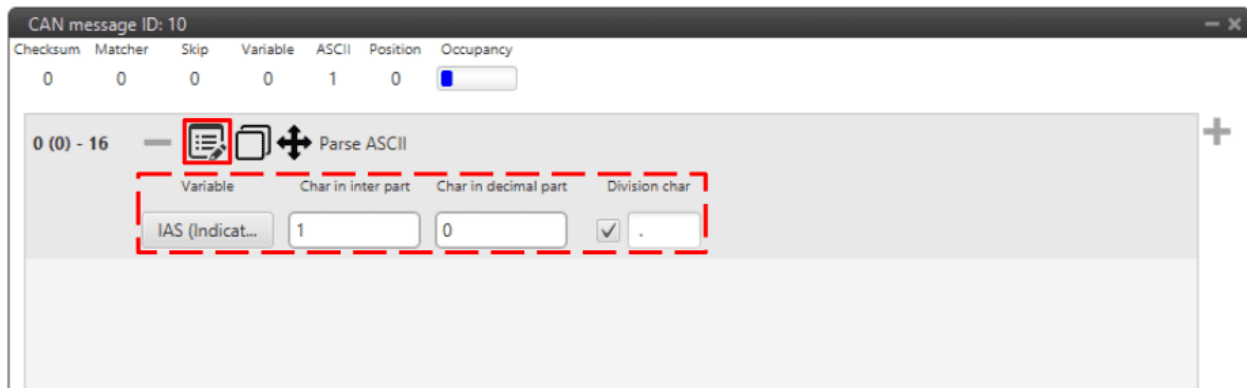 CAN message ID: 10
Checksum Matcher Skip Variable ASCII Position Occupancy
0 0 0 0 1 0
0 (0) - 16 Parse ASCII
Variable Char in inter part Char in decimal part Division char
IAS (Indicat... 1 0 .